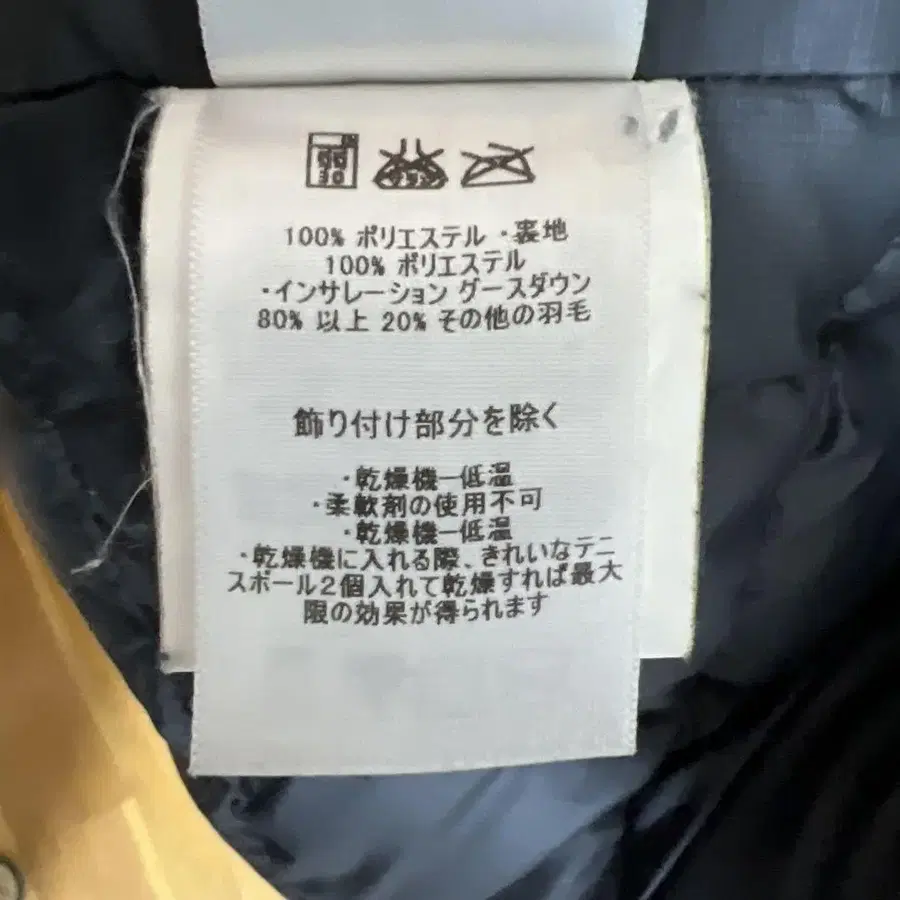 100% ポリエステル ・裏地
100% ポリエステル
・インサレーション グースダウン
80% 以上 20% その他の羽毛
飾り付け部分を除く
・乾燥機ー低温
・柔軟剤の使用不可
・乾燥機ー低温
・乾燥機に入れる際、きれいなテニ
スボール2個入れて乾燥すれば最大
限の効果が得られます